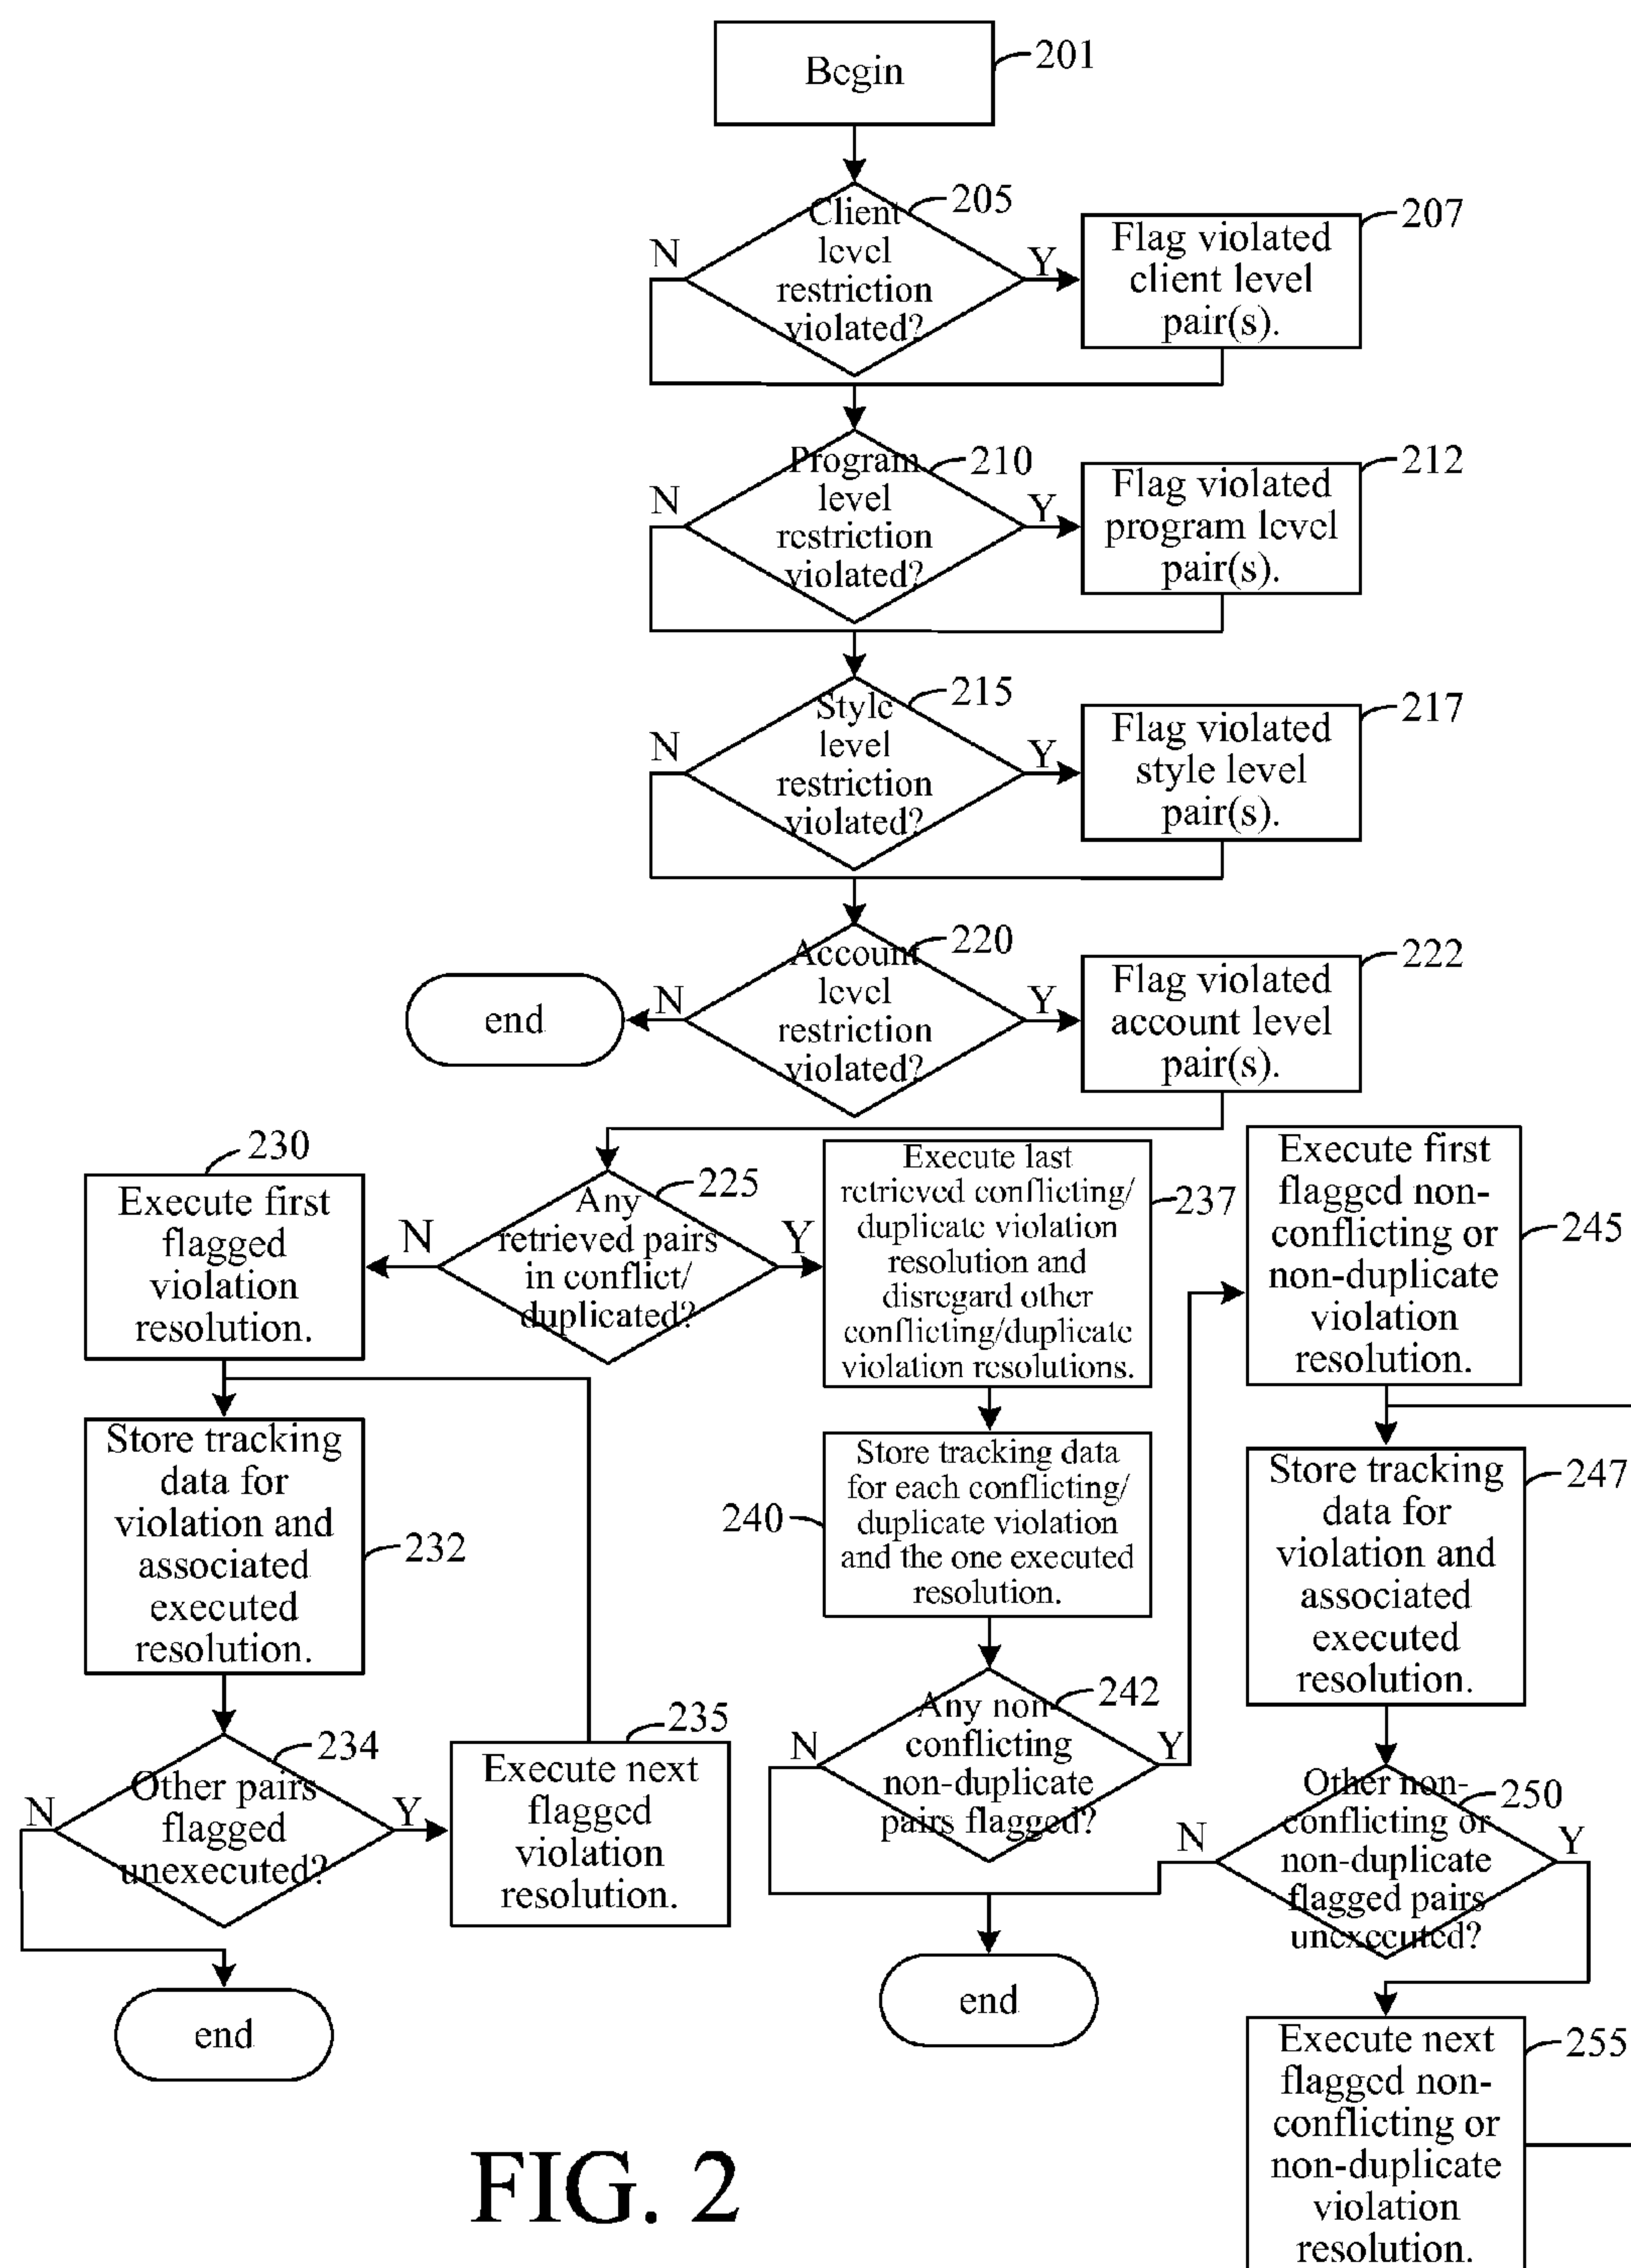 Begin
201
Client
level
restriction
violated?
205
N
Y
Flag violated
client level
pair(s).
207
Program
level
restriction
violated?
210
N
Y
Flag violated
program level
pair(s).
212
Style
level
restriction
violated?
215
N
Y
Flag violated
style level
pair(s).
217
Account
level
restriction
violated?
220
N
Y
end
Flag violated
account level
pair(s).
222
Any
retrieved pairs
in conflict/
duplicated?
225
N
Y
230
Execute first
flagged
violation
resolution.
Store tracking
data for
violation and
associated
executed
resolution.
232
Other pairs
flagged
unexecuted?
234
N
Y
235
Execute next
flagged
violation
resolution.
end
Execute last
retrieved conflicting/
duplicate violation
resolution and
disregard other
conflicting/duplicate
violation resolutions.
237
Store tracking data
for each conflicting/
duplicate violation
and the one executed
resolution.
240
Any non-
conflicting
non-duplicate
pairs flagged?
242
N
Y
end
Execute first
flagged non-
conflicting or
non-duplicate
violation
resolution.
245
Store tracking
data for
violation and
associated
executed
resolution.
247
Other non-
conflicting or
non-duplicate
flagged pairs
unexecuted?
250
N
Y
Execute next
flagged non-
conflicting or
non-duplicate
violation
resolution.
255
FIG. 2